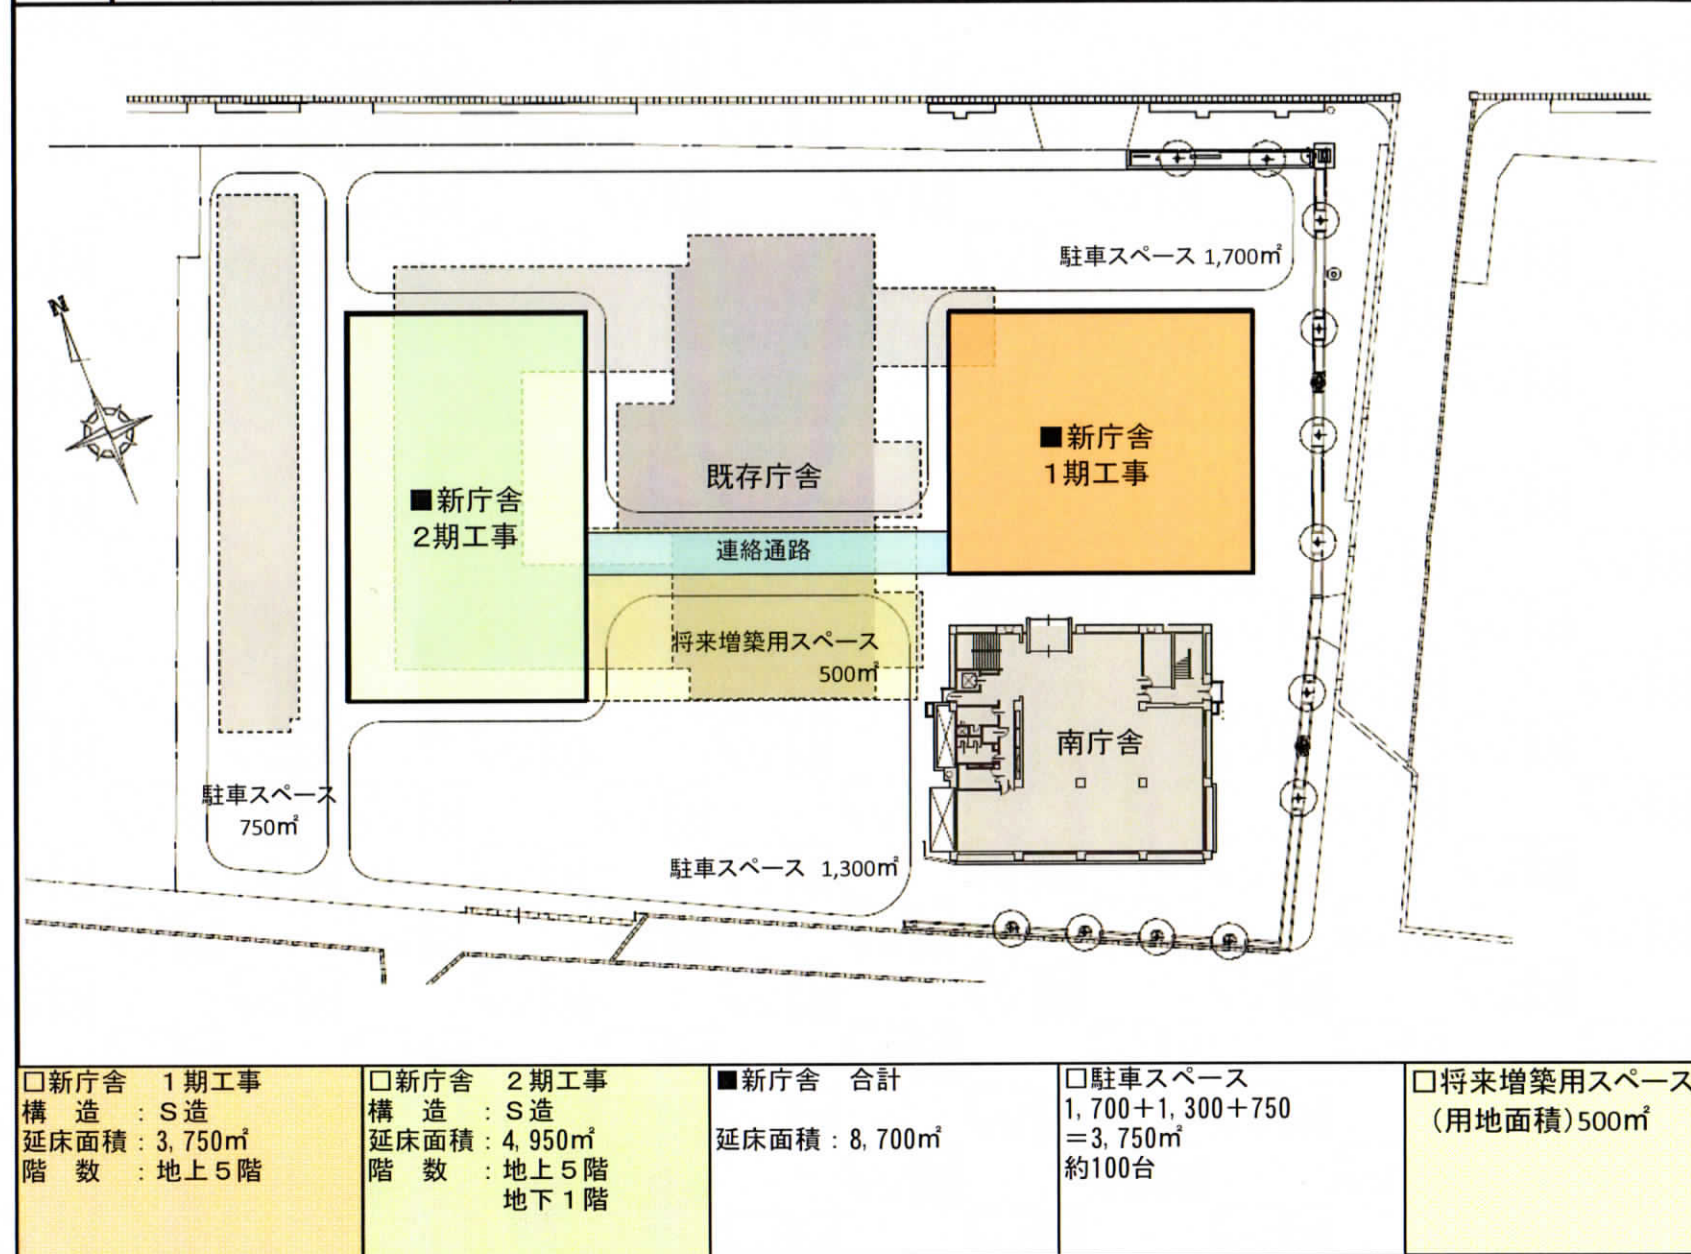 N
駐車スペース 1,700㎡
■新庁舎
1期工事
既存庁舎
■新庁舎
2期工事
連絡通路
将来増築用スペース
500㎡
南庁舎
駐車スペース
750㎡
駐車スペース 1,300㎡
□新庁舎 1期工事
構 造 : S造
延床面積 : 3,750㎡
階 数 : 地上5階
□新庁舎 2期工事
構 造 : S造
延床面積 : 4,950㎡
階 数 : 地上5階
地下1階
■新庁舎 合計
延床面積 : 8,700㎡
□駐車スペース
1,700+1,300+750
=3,750㎡
約100台
□将来増築用スペース
(用地面積)500㎡